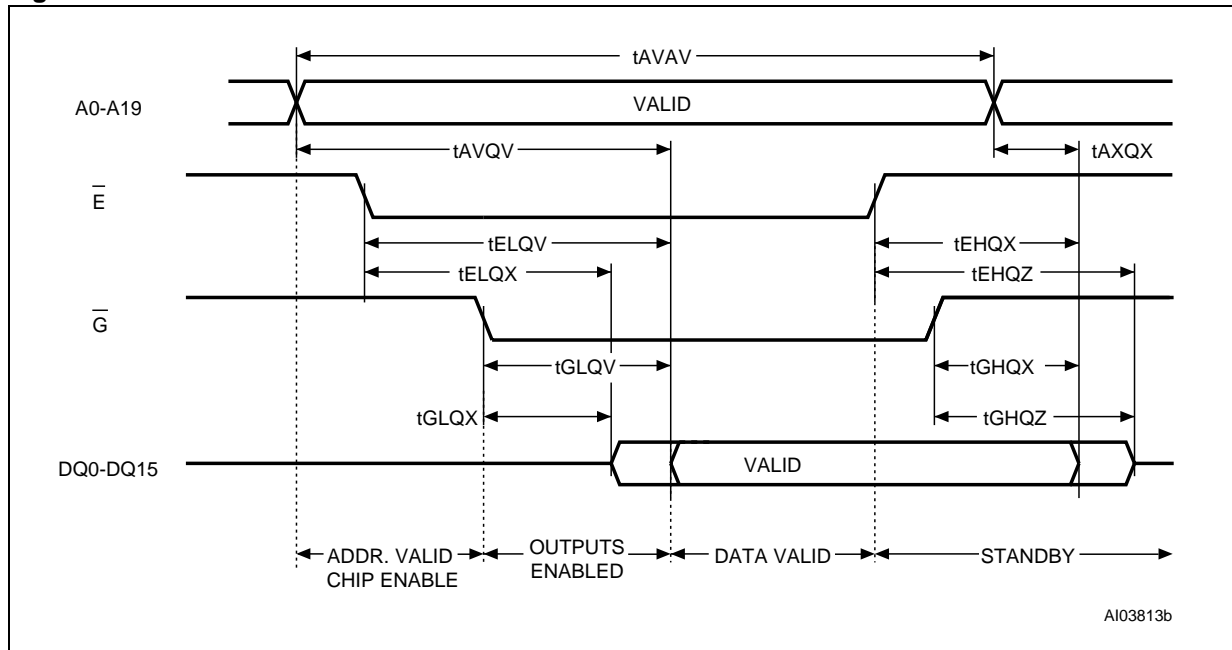 tAVAV
A0-A19
VALID
tAVQV
tAXQX
E
tELQV
tEHQX
tELQX
tEHQZ
G
tGLQV
tGHQX
tGLQX
tGHQZ
DQ0-DQ15
VALID
ADDR. VALID
CHIP ENABLE
OUTPUTS
ENABLED
DATA VALID
STANDBY
AI03813b